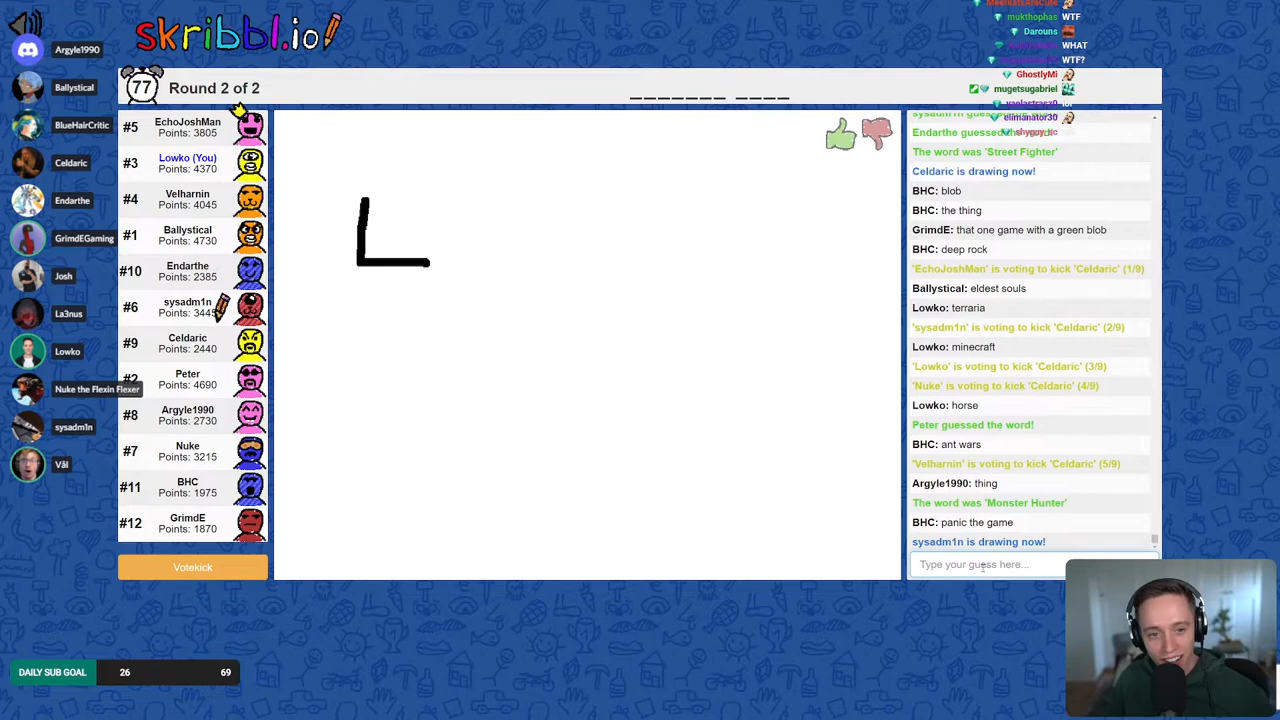 skribbl.io
77
Round 2 of 2
_______ ____
Argyle1990
Ballystical
BlueHairCritic
Celdaric
Endarthe
GrimdEGaming
Josh
La3nus
Lowko
Nuke the Flexin Flexer
sysadm1n
Vâl
#5
EchoJoshMan
Points: 3805
#3
Lowko (You)
Points: 4370
#4
Velharnin
Points: 4045
#1
Ballystical
Points: 4730
#10
Endarthe
Points: 2385
#6
sysadm1n
Points: 3445
#9
Celdaric
Points: 2440
Peter
Points: 4690
#8
Argyle1990
Points: 2730
#7
Nuke
Points: 3215
#11
BHC
Points: 1975
#12
GrimdE
Points: 1870
Votekick
mukthophas WTF
Darouns
WHAT
WTF?
GhostlyMi
mugetsugabriel
elimanator30
Endarthe guessed
The word was 'Street Fighter'
Celdaric is drawing now!
BHC: blob
BHC: the thing
GrimdE: that one game with a green blob
BHC: deep rock
'EchoJoshMan' is voting to kick 'Celdaric' (1/9)
Ballystical: eldest souls
Lowko: terraria
'sysadm1n' is voting to kick 'Celdaric' (2/9)
Lowko: minecraft
'Lowko' is voting to kick 'Celdaric' (3/9)
'Nuke' is voting to kick 'Celdaric' (4/9)
Lowko: horse
Peter guessed the word!
BHC: ant wars
'Velharnin' is voting to kick 'Celdaric' (5/9)
Argyle1990: thing
The word was 'Monster Hunter'
BHC: panic the game
sysadm1n is drawing now!
Type your guess here...
DAILY SUB GOAL 26 69